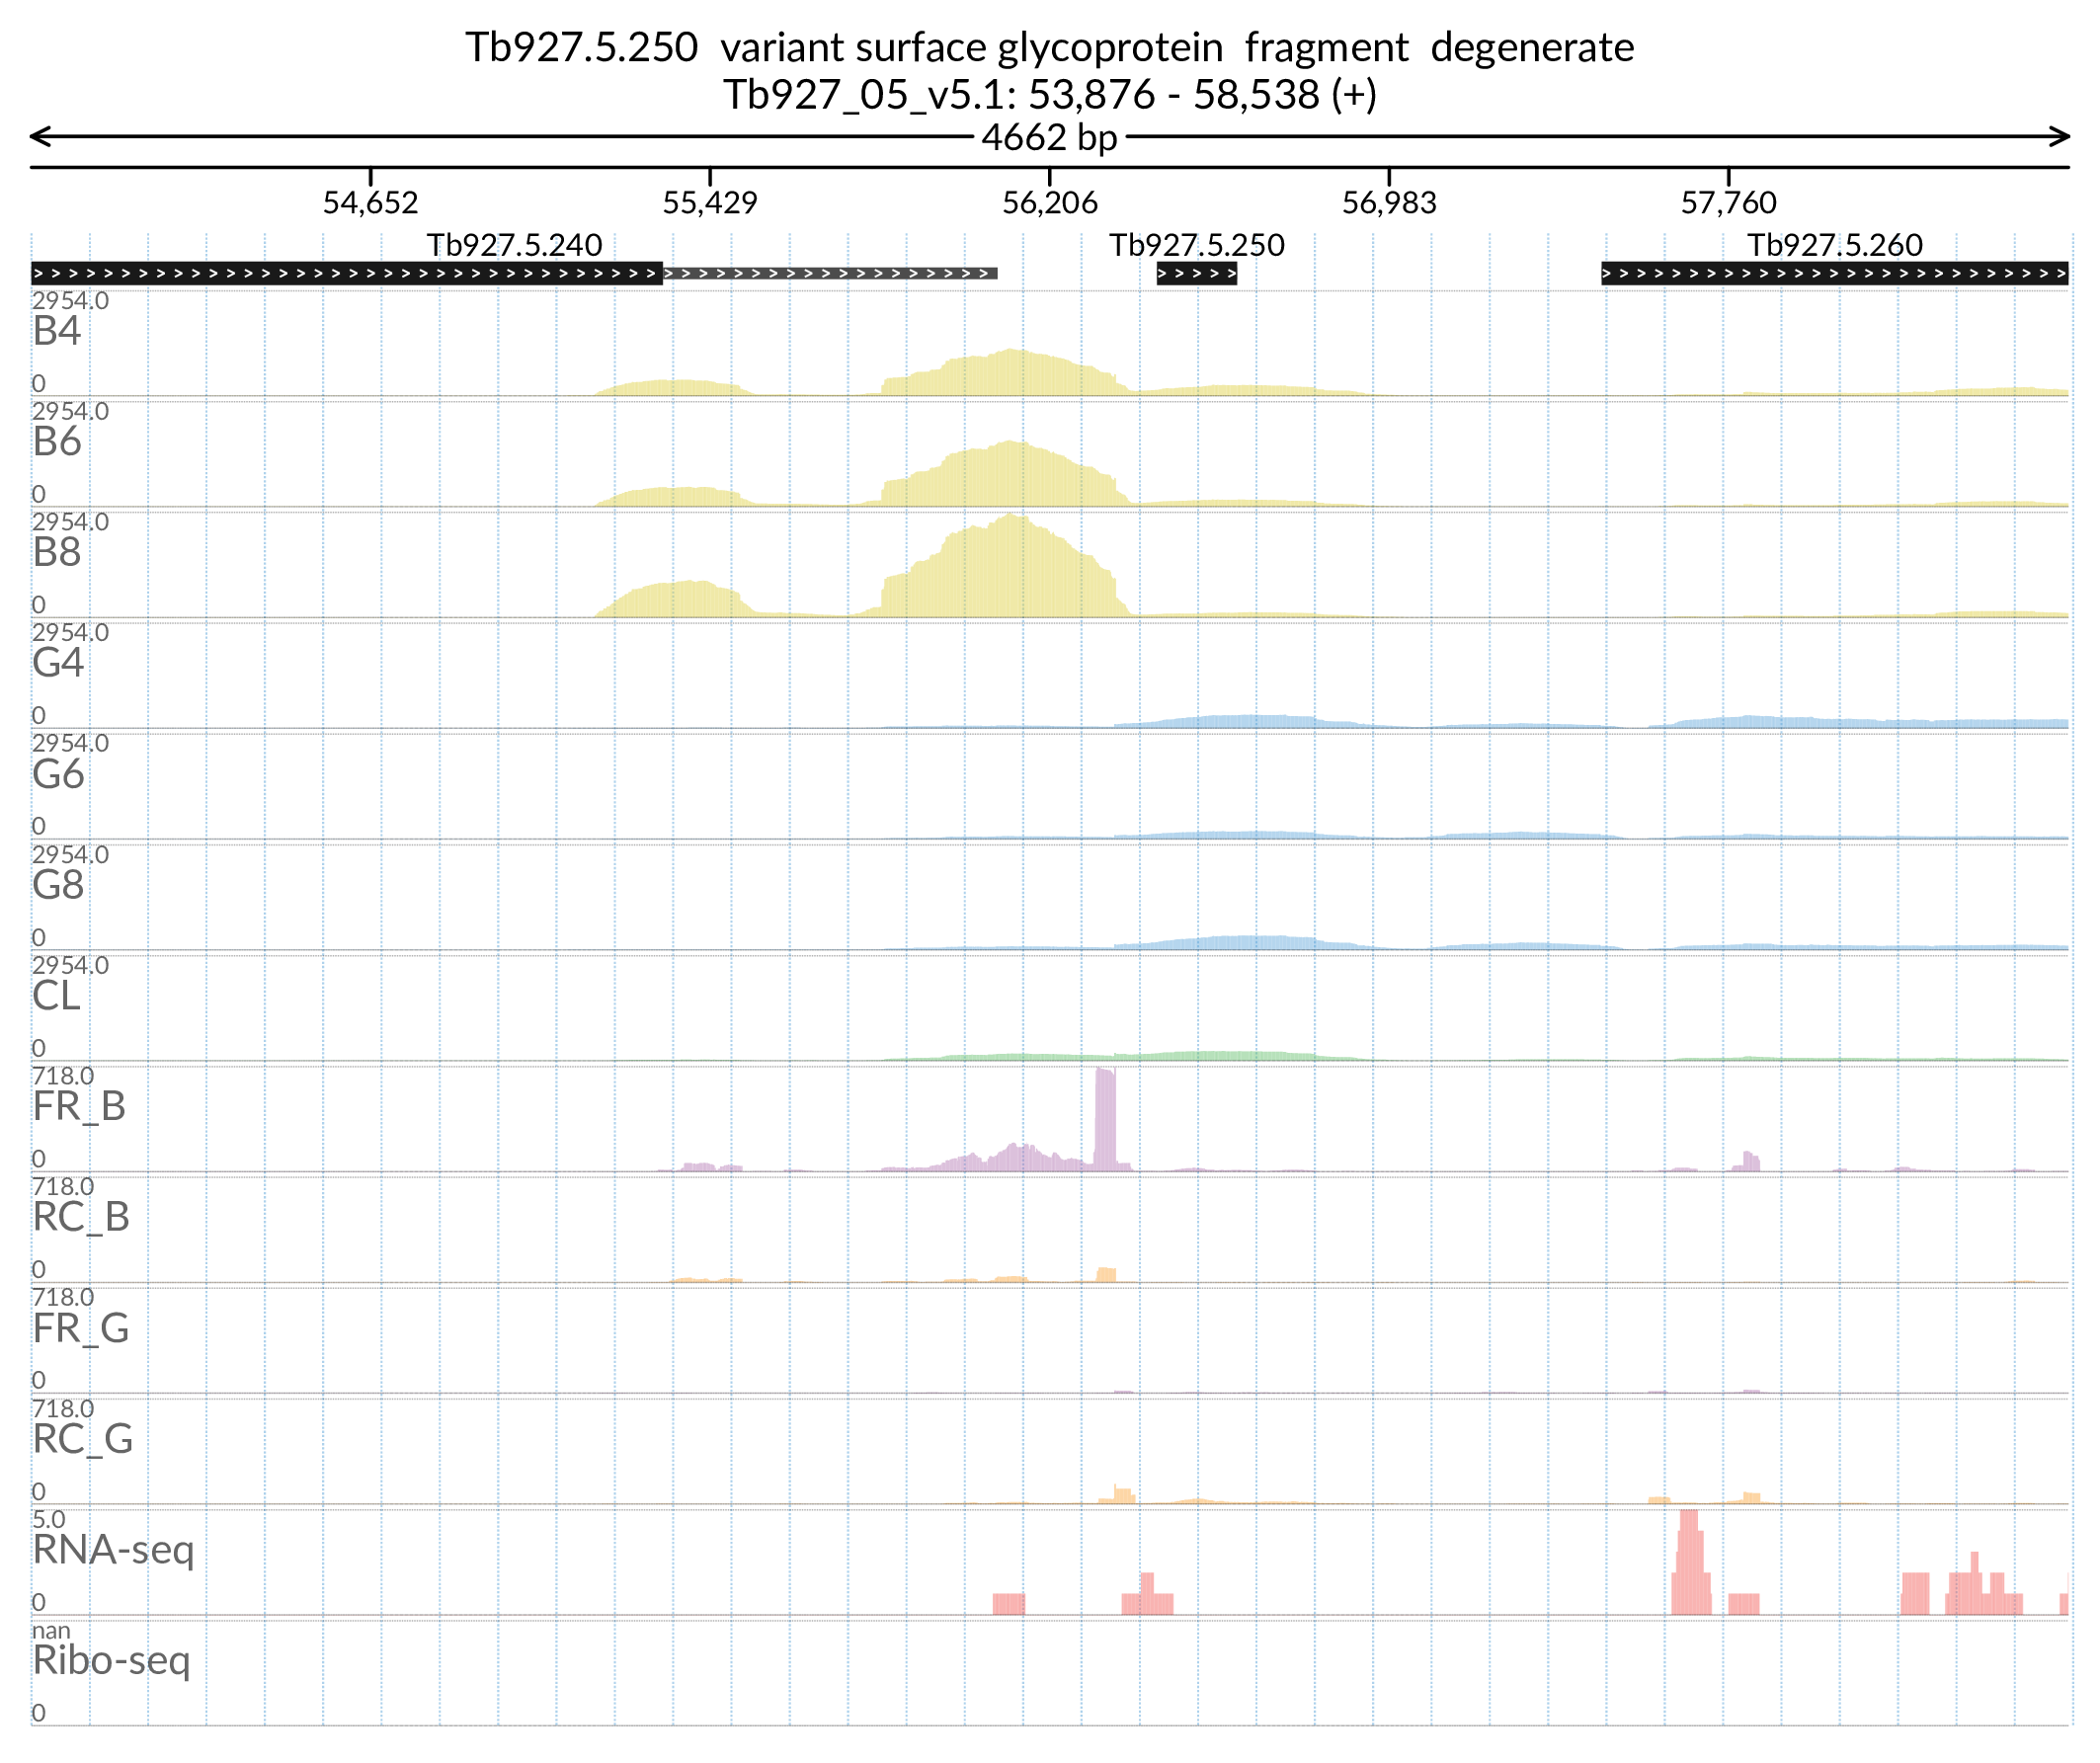 Tb927.5.250 variant surface glycoprotein fragment degenerate
Tb927_05_v5.1: 53,876 - 58,538 (+)
4662 bp
54,652 55,429 56,206 56,983 57,760
Tb927.5.240 Tb927.5.250 Tb927.5.260
2954.0
B4
0
2954.0
B6
0
2954.0
B8
0
2954.0
G4
0
2954.0
G6
0
2954.0
G8
0
2954.0
CL
0
718.0
FR_B
0
718.0
RC_B
0
718.0
FR_G
0
718.0
RC_G
0
5.0
RNA-seq
0
nan
Ribo-seq
0